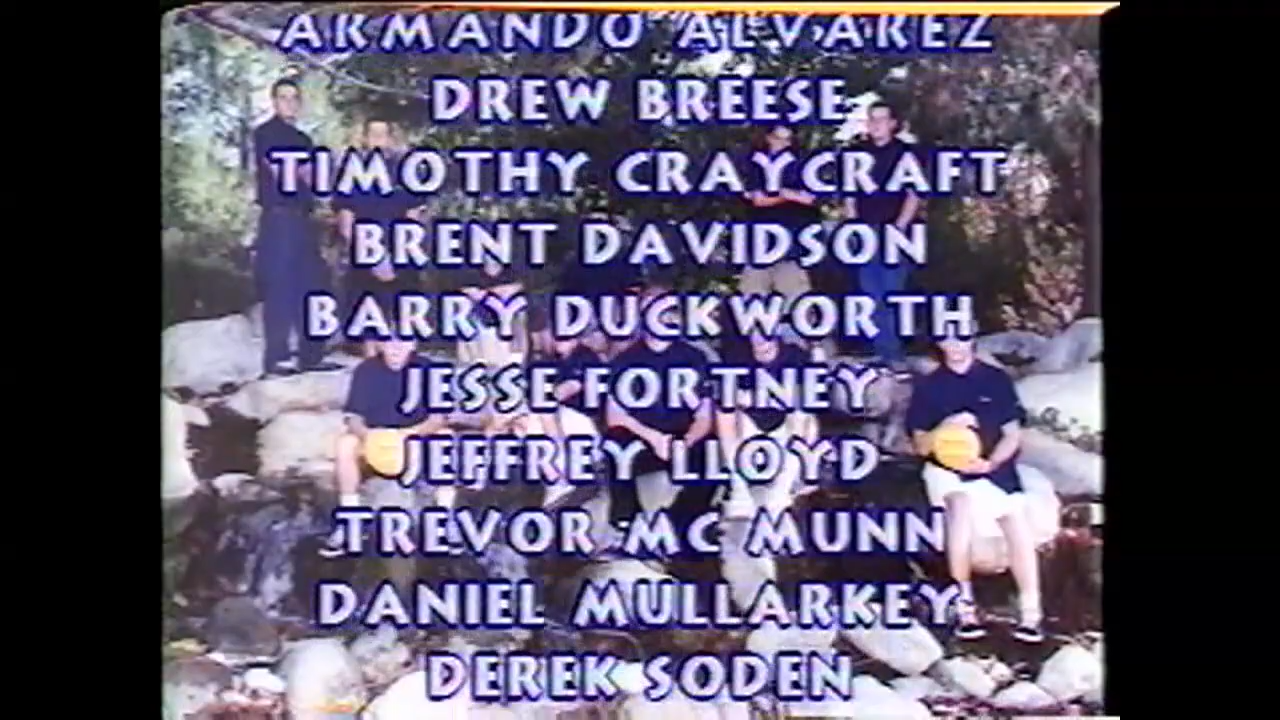 ARMANDO ALVAREZ
DREW BREESE
TIMOTHY CRAYCRAFT
BRENT DAVIDSON
BARRY DUCKWORTH
JESSE FORTNEY
JEFFREY LLOYD
TREVOR MC MUNN
DANIEL MULLARKEY
DEREK SODEN